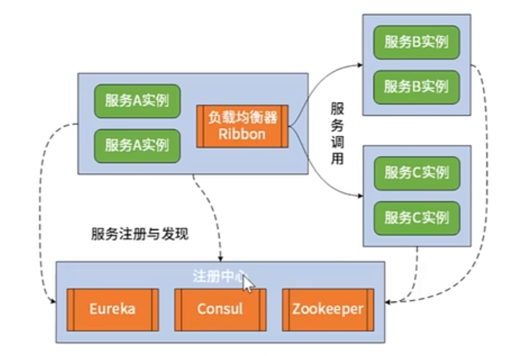 服务B实例
服务B实例
服务A实例
服务A实例
负载均衡器
Ribbon
服务调用
服务C实例
服务C实例
服务注册与发现
注册中心
Eureka
Consul
Zookeeper